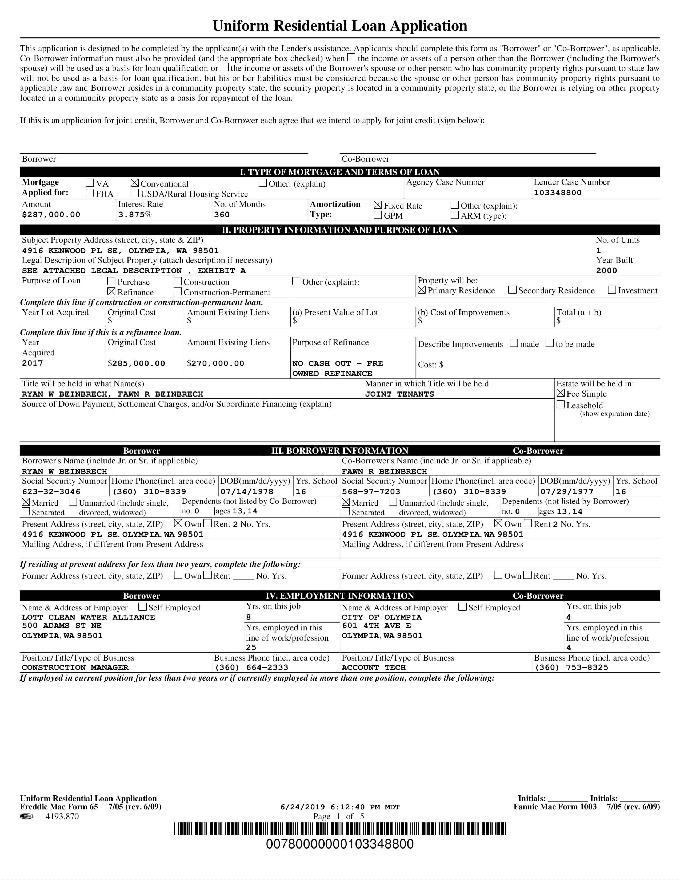 Uniform Residential Loan Application
This application is designed to be completed by the applicant(s) with the Lender's assistance. Applicants should complete this form as "Borrower" or "Co-Borrower", as applicable.
Co-Borrower information must also be provided (and the appropriate box checked) when ☐ the income or assets of a person other than the Borrower (including the Borrower's
spouse) will be used as a basis for loan qualification or ☐ the income or assets of the Borrower's spouse or other person who has community property rights pursuant to state law
will not be used as a basis for loan qualification, but his or her liabilities must be considered because the spouse or other person has community property rights pursuant to
applicable law and Borrower resides in a community property state, the security property is located in a community property state, or the Borrower is relying on other property
located in a community property state as a basis for repayment of the loan.
If this is an application for joint credit, Borrower and Co-Borrower each agree that we intend to apply for joint credit (sign below):
Borrower Co-Borrower
I. TYPE OF MORTGAGE AND TERMS OF LOAN
Mortgage ☐ VA ☒ Conventional ☐ Other: (explain) Agency Case Number Lender Case Number
Applied for: ☐ FHA ☐ USDA/Rural Housing Service 103348800
Amount Interest Rate No. of Months Amortization ☒ Fixed Rate ☐ Other (explain):
$287,000.00 3.875% 360 Type: ☐ GPM ☐ ARM (type):
II. PROPERTY INFORMATION AND PURPOSE OF LOAN
Subject Property Address (street, city, state & ZIP) No. of Units
4916 KENWOOD PL SE, OLYMPIA, WA 98501 1
Legal Description of Subject Property (attach description if necessary) Year Built
SEE ATTACHED LEGAL DESCRIPTION , EXHIBIT A 2000
Purpose of Loan ☐ Purchase ☐ Construction ☐ Other (explain): Property will be:
☒ Refinance ☐ Construction-Permanent ☒ Primary Residence ☐ Secondary Residence ☐ Investment
Complete this line if construction or construction-permanent loan.
Year Lot Acquired Original Cost Amount Existing Liens (a) Present Value of Lot (b) Cost of Improvements Total (a + b)
$ $ $ $ $
Complete this line if this is a refinance loan.
Year Original Cost Amount Existing Liens Purpose of Refinance Describe Improvements ☐ made ☐ to be made
Acquired
2017 $285,000.00 $270,000.00 NO CASH OUT - FRE Cost: $
OWNED REFINANCE
Title will be held in what Name(s) Manner in which Title will be held Estate will be held in:
RYAN W BEINBRECH, FAWN R BEINBRECH JOINT TENANTS ☒ Fee Simple
Source of Down Payment, Settlement Charges, and/or Subordinate Financing (explain) ☐ Leasehold
(show expiration date)
Borrower III. BORROWER INFORMATION Co-Borrower
Borrower's Name (include Jr. or Sr. if applicable) Co-Borrower's Name (include Jr. or Sr. if applicable)
RYAN W BEINBRECH FAWN R BEINBRECH
Social Security Number Home Phone(incl. area code) DOB(mm/dd/yyyy) Yrs. School Social Security Number Home Phone(incl. area code) DOB(mm/dd/yyyy) Yrs. School
623-32-3046 (360) 310-8339 07/14/1978 16 568-97-7203 (360) 310-8339 07/29/1977 16
☒ Married ☐ Unmarried (include single, Dependents (not listed by Co Borrower) ☒ Married ☐ Unmarried (include single, Dependents (not listed by Borrower)
☐ Separated divorced, widowed) no. 0 ages 13,14 ☐ Separated divorced, widowed) no. 0 ages 13,14
Present Address (street, city, state, ZIP) ☒ Own ☐ Rent 2 No. Yrs. Present Address (street, city, state, ZIP) ☒ Own ☐ Rent 2 No. Yrs.
4916 KENWOOD PL SE, OLYMPIA, WA 98501 4916 KENWOOD PL SE, OLYMPIA, WA 98501
Mailing Address, if different from Present Address Mailing Address, if different from Present Address
If residing at present address for less than two years, complete the following:
Former Address (street, city, state, ZIP) ☐ Own ☐ Rent ____ No. Yrs. Former Address (street, city, state, ZIP) ☐ Own ☐ Rent ____ No. Yrs.
Borrower IV. EMPLOYMENT INFORMATION Co-Borrower
Name & Address of Employer ☐ Self Employed Yrs. on this job Name & Address of Employer ☐ Self Employed Yrs. on this job
LOTT CLEAN WATER ALLIANCE 8 CITY OF OLYMPIA 4
500 ADAMS ST NE Yrs. employed in this 601 4TH AVE E Yrs. employed in this
OLYMPIA, WA 98501 line of work/profession OLYMPIA, WA 98501 line of work/profession
25 4
Position/Title/Type of Business Business Phone (incl. area code) Position/Title/Type of Business Business Phone (incl. area code)
CONSTRUCTION MANAGER (360) 664-2333 ACCOUNT TECH (360) 753-8325
If employed in current position for less than two years or if currently employed in more than one position, complete the following:
Uniform Residential Loan Application Initials: ________ Initials: ________
Freddie Mac Form 65 7/05 (rev. 6/09) 6/24/2019 6:12:40 PM MDT Fannie Mae Form 1003 7/05 (rev. 6/09)
4193.870 Page 1 of 5
00780000000103348800